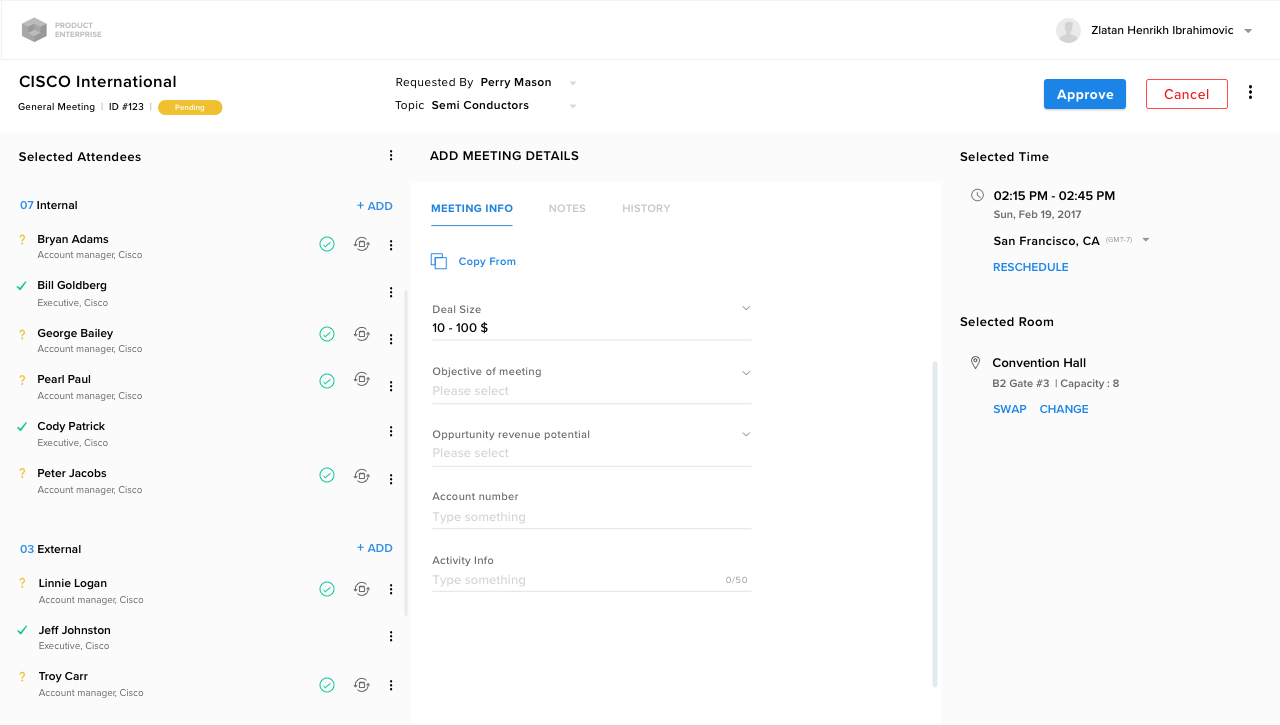 PRODUCT
ENTERPRISE
Zlatan Henrikh Ibrahimovic
CISCO International
General Meeting | ID #123 | Pending
Requested By Perry Mason
Topic Semi Conductors
Approve
Cancel
Selected Attendees
07 Internal
+ ADD
? Bryan Adams
Account manager, Cisco
Bill Goldberg
Executive, Cisco
? George Bailey
Account manager, Cisco
? Pearl Paul
Account manager, Cisco
Cody Patrick
Executive, Cisco
? Peter Jacobs
Account manager, Cisco
03 External
+ ADD
? Linnie Logan
Account manager, Cisco
Jeff Johnston
Executive, Cisco
? Troy Carr
Account manager, Cisco
ADD MEETING DETAILS
MEETING INFO NOTES HISTORY
Copy From
Deal Size
10 - 100 $
Objective of meeting
Please select
Oppurtunity revenue potential
Please select
Account number
Type something
Activity Info
Type something 0/50
Selected Time
02:15 PM - 02:45 PM
Sun, Feb 19, 2017
San Francisco, CA (GMT-7)
RESCHEDULE
Selected Room
Convention Hall
B2 Gate #3 | Capacity : 8
SWAP CHANGE